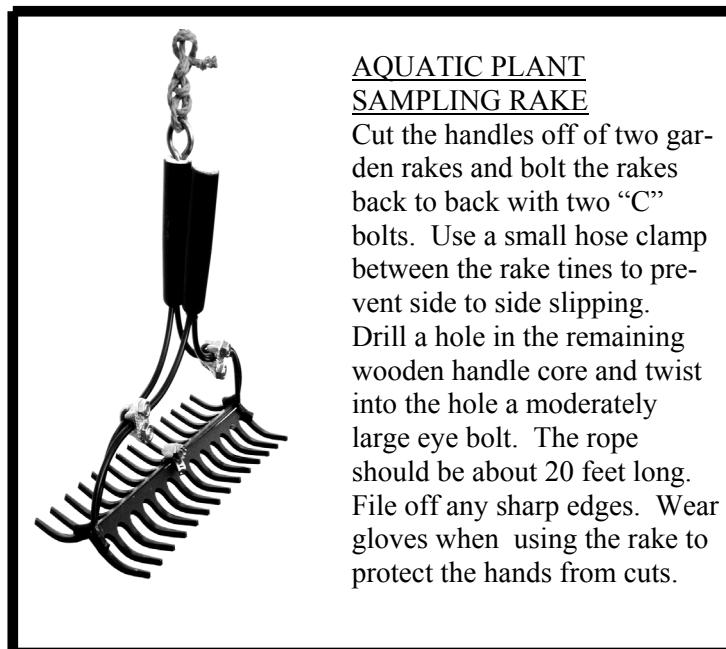 AQUATIC PLANT
SAMPLING RAKE
Cut the handles off of two gar-
den rakes and bolt the rakes
back to back with two “C”
bolts.  Use a small hose clamp
between the rake tines to pre-
vent side to side slipping.
Drill a hole in the remaining
wooden handle core and twist
into the hole a moderately
large eye bolt.  The rope
should be about 20 feet long.
File off any sharp edges.  Wear
gloves when  using the rake to
protect the hands from cuts.